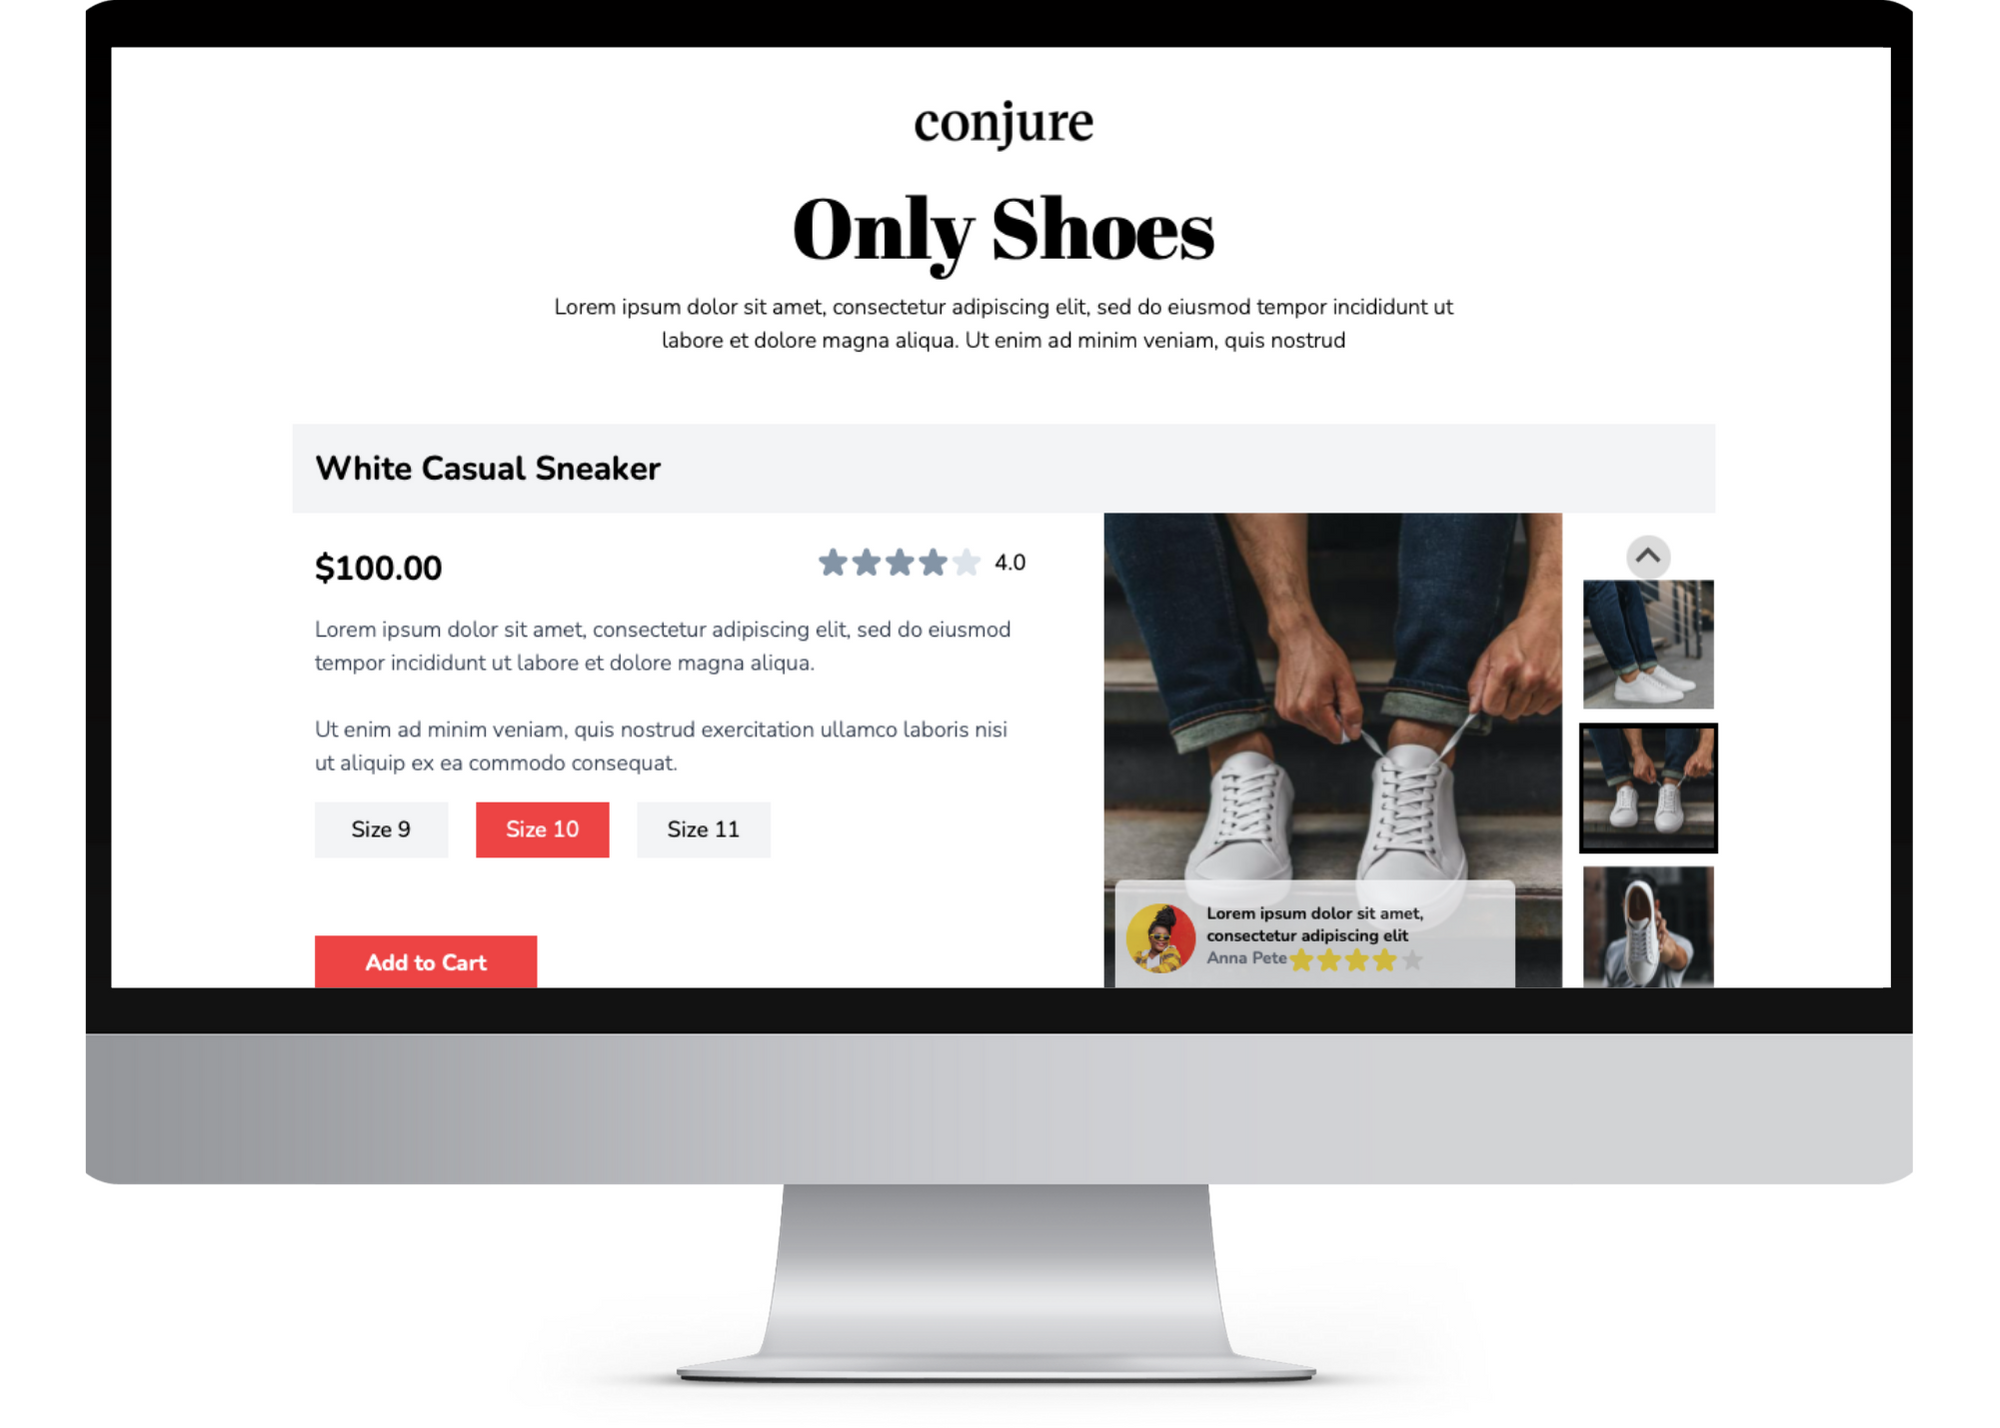 conjure
Only Shoes
Lorem ipsum dolor sit amet, consectetur adipiscing elit, sed do eiusmod tempor incididunt ut
labore et dolore magna aliqua. Ut enim ad minim veniam, quis nostrud
White Casual Sneaker
$100.00
4.0
Lorem ipsum dolor sit amet, consectetur adipiscing elit, sed do eiusmod
tempor incididunt ut labore et dolore magna aliqua.
Ut enim ad minim veniam, quis nostrud exercitation ullamco laboris nisi
ut aliquip ex ea commodo consequat.
Size 9
Size 10
Size 11
Add to Cart
Lorem ipsum dolor sit amet,
consectetur adipiscing elit
Anna Pete